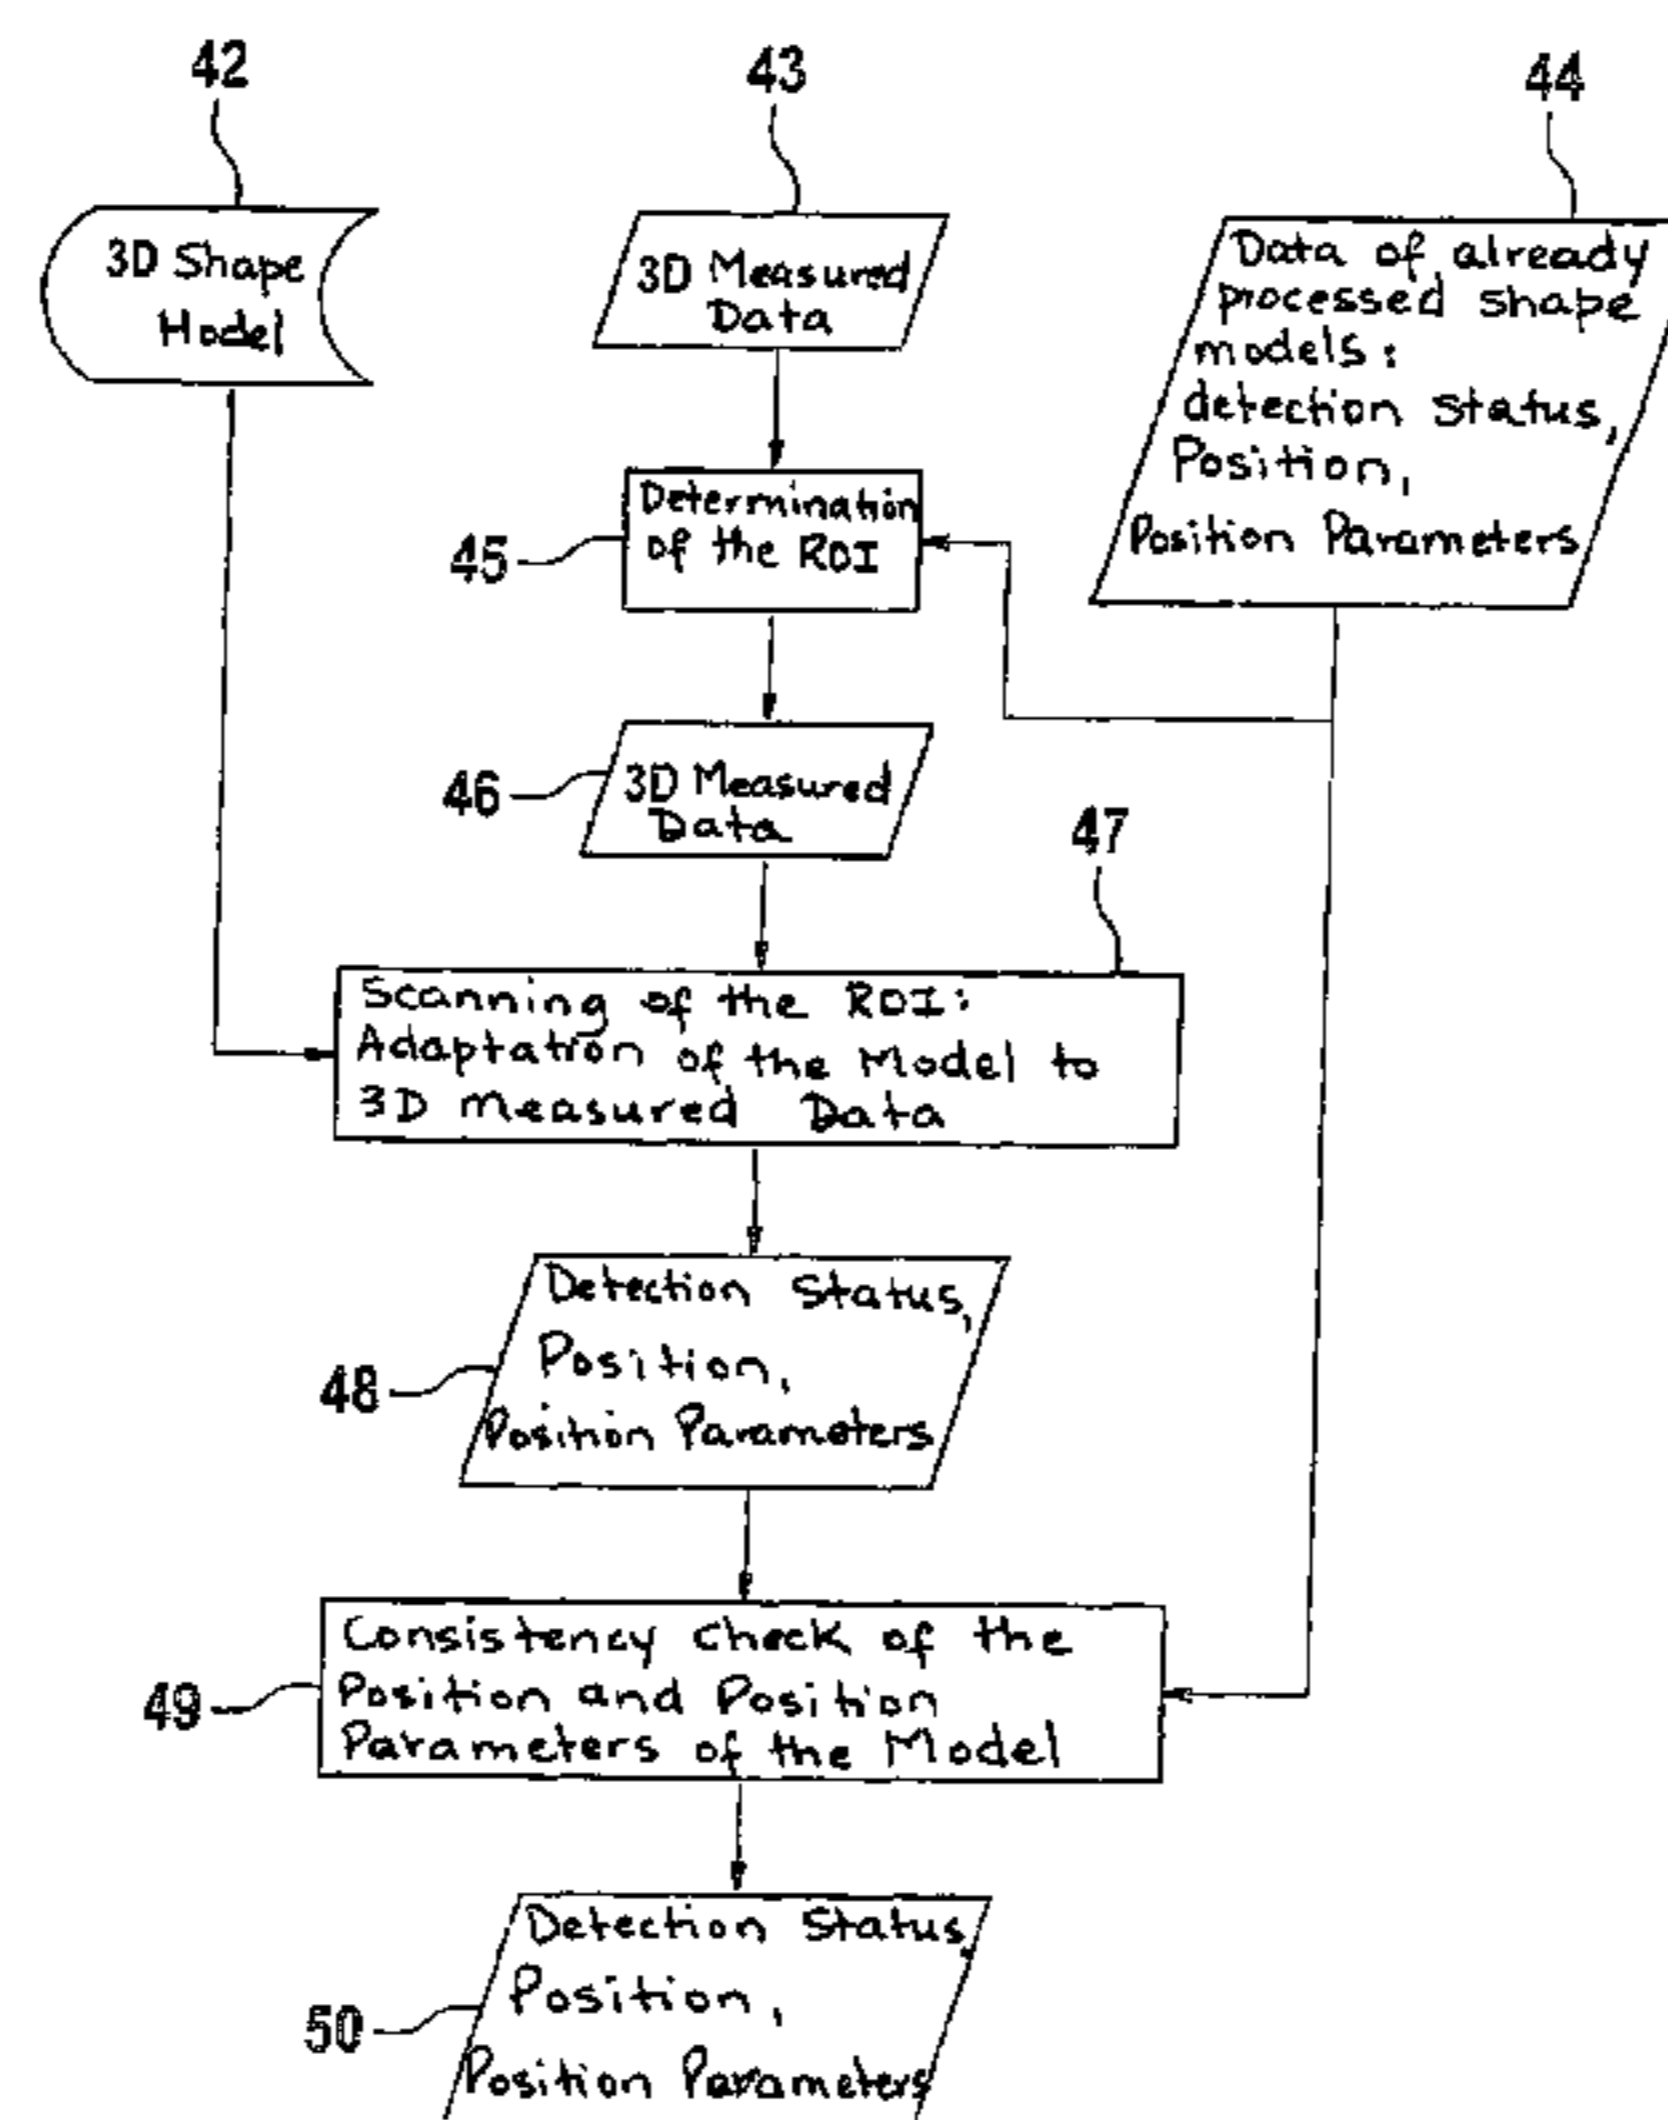 42
43
44
3D Shape
Model
3D Measured
Data
Data of already
processed shape
models:
detection status,
Position,
Position Parameters
45
Determination
of the ROI
46
3D Measured
Data
47
Scanning of the ROI:
Adaptation of the Model to
3D Measured Data
48
Detection Status,
Position,
Position Parameters
49
Consistency check of the
Position and Position
Parameters of the Model
50
Detection Status,
Position,
Position Parameters